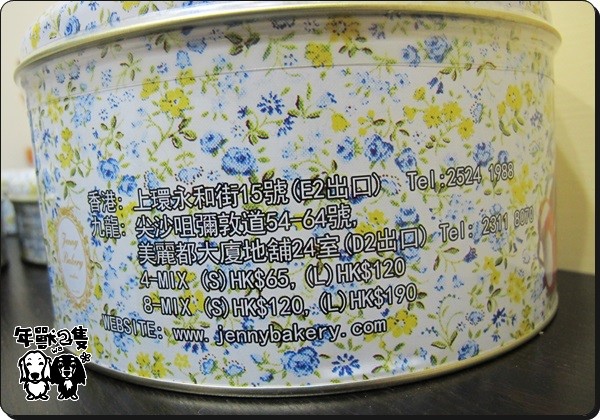 香港: 上環永和街15號(E2出口) Tel:2524 1988
九龍: 尖沙咀彌敦道54-64號,
美麗都大廈地舖24室(D2出口) Tel: 2311 8070
4-MIX (S)HK$65, (L)HK$120
8-MIX (S)HK$120, (L)HK$190
WEBSITE: www.jennybakery.com
Jenny
Bakery
年獸2隻